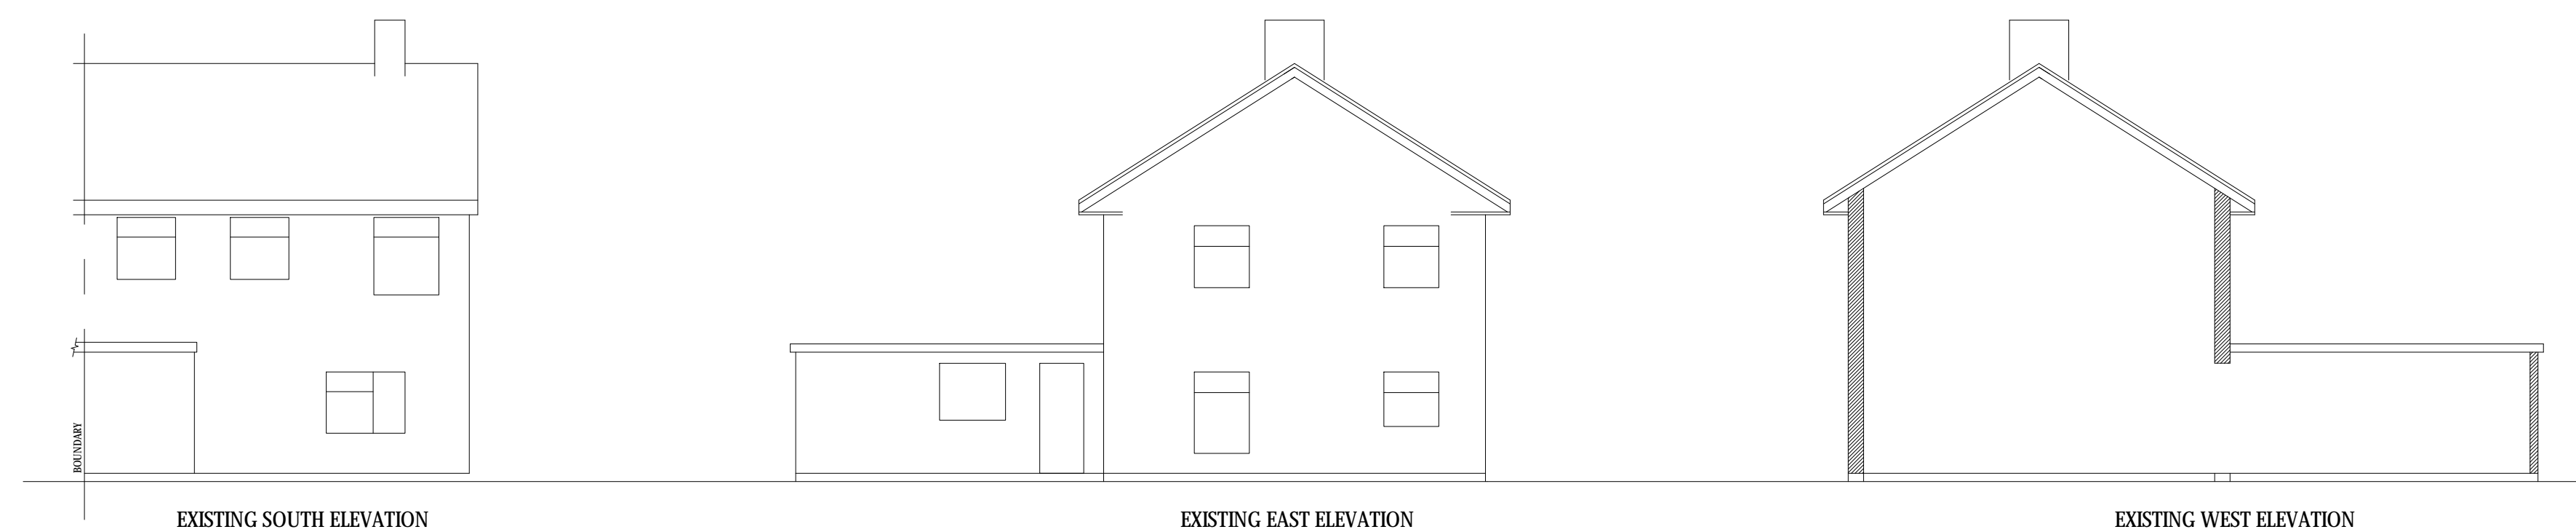 BOUNDARY
EXISTING SOUTH ELEVATION
EXISTING EAST ELEVATION
EXISTING WEST ELEVATION